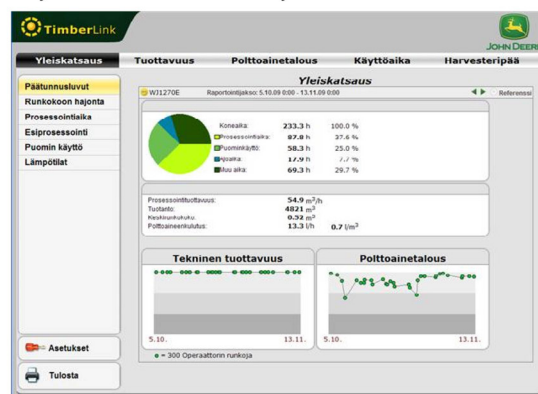 TimberLink
JOHN DEERE
Yleiskatsaus Tuottavuus Polttoainetalous Käyttöaika Harvesteripää
Päätunnusluvut
Runkokoon hajonta
Prosessointiaika
Esiprosessointi
Puomin käyttö
Lämpötilat
Asetukset
Tulosta
Yleiskatsaus
WJ1270E Raportointijakso: 5.10.09 0:00 - 13.11.09 0:00 Referenssi
Koneaika: 233.3 h 100.0 %
Prosessointiaika: 87.8 h 37.6 %
Puominkäyttö: 58.3 h 25.0 %
Ajoaika: 17.9 h 7.7 %
Muu aika: 69.3 h 29.7 %
Prosessointituottavuus: 54.9 m³/h
Tuotanto: 4821 m³
Keskirunkokoko: 0.52 m³
Polttoaineenkulutus: 13.3 l/h 0.7 l/m³
Tekninen tuottavuus
5.10. 13.11.
Polttoainetalous
5.10. 13.11.
= 300 Operaattorin runkoja